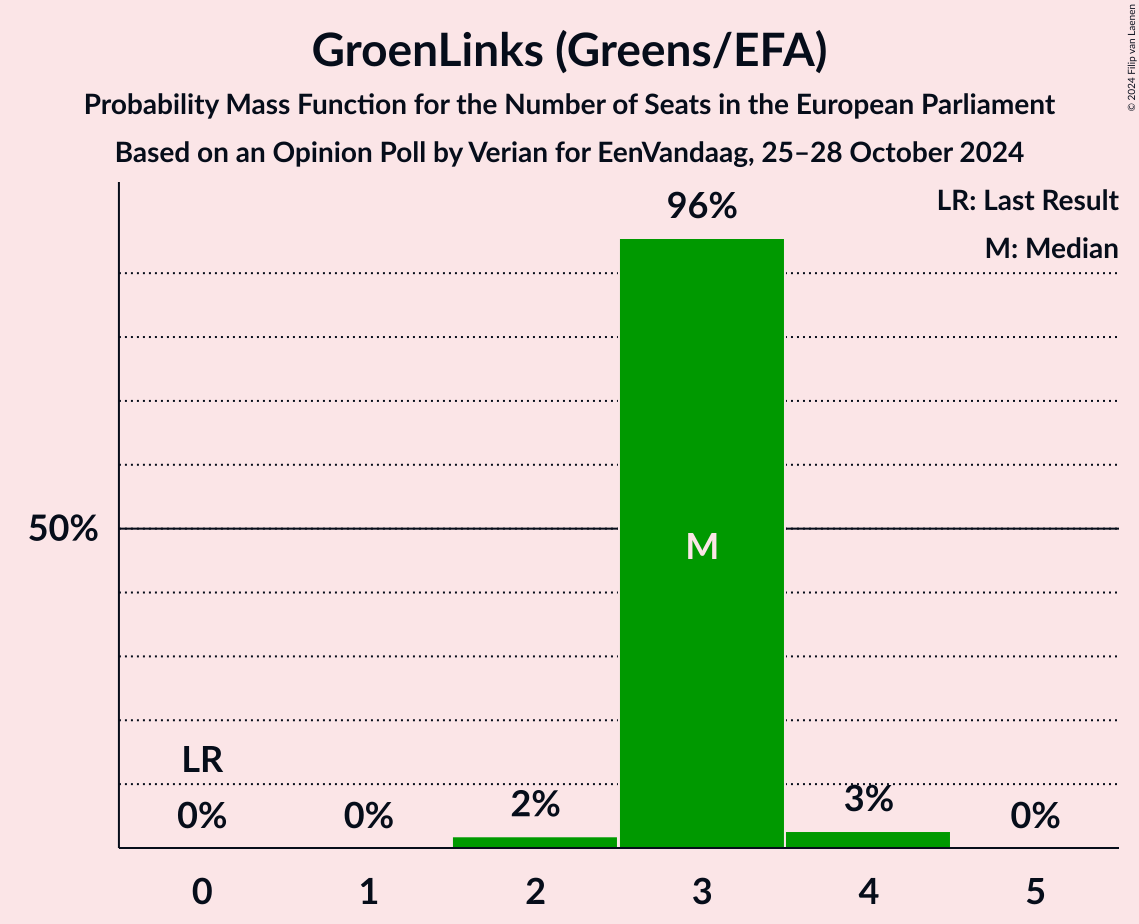 GroenLinks (Greens/EFA)
Probability Mass Function for the Number of Seats in the European Parliament
Based on an Opinion Poll by Verian for EenVandaag, 25–28 October 2024
© 2024 Filip van Laenen
LR: Last Result
M: Median
96%
50%
M
LR
0%
0%
2%
3%
0%
0
1
2
3
4
5